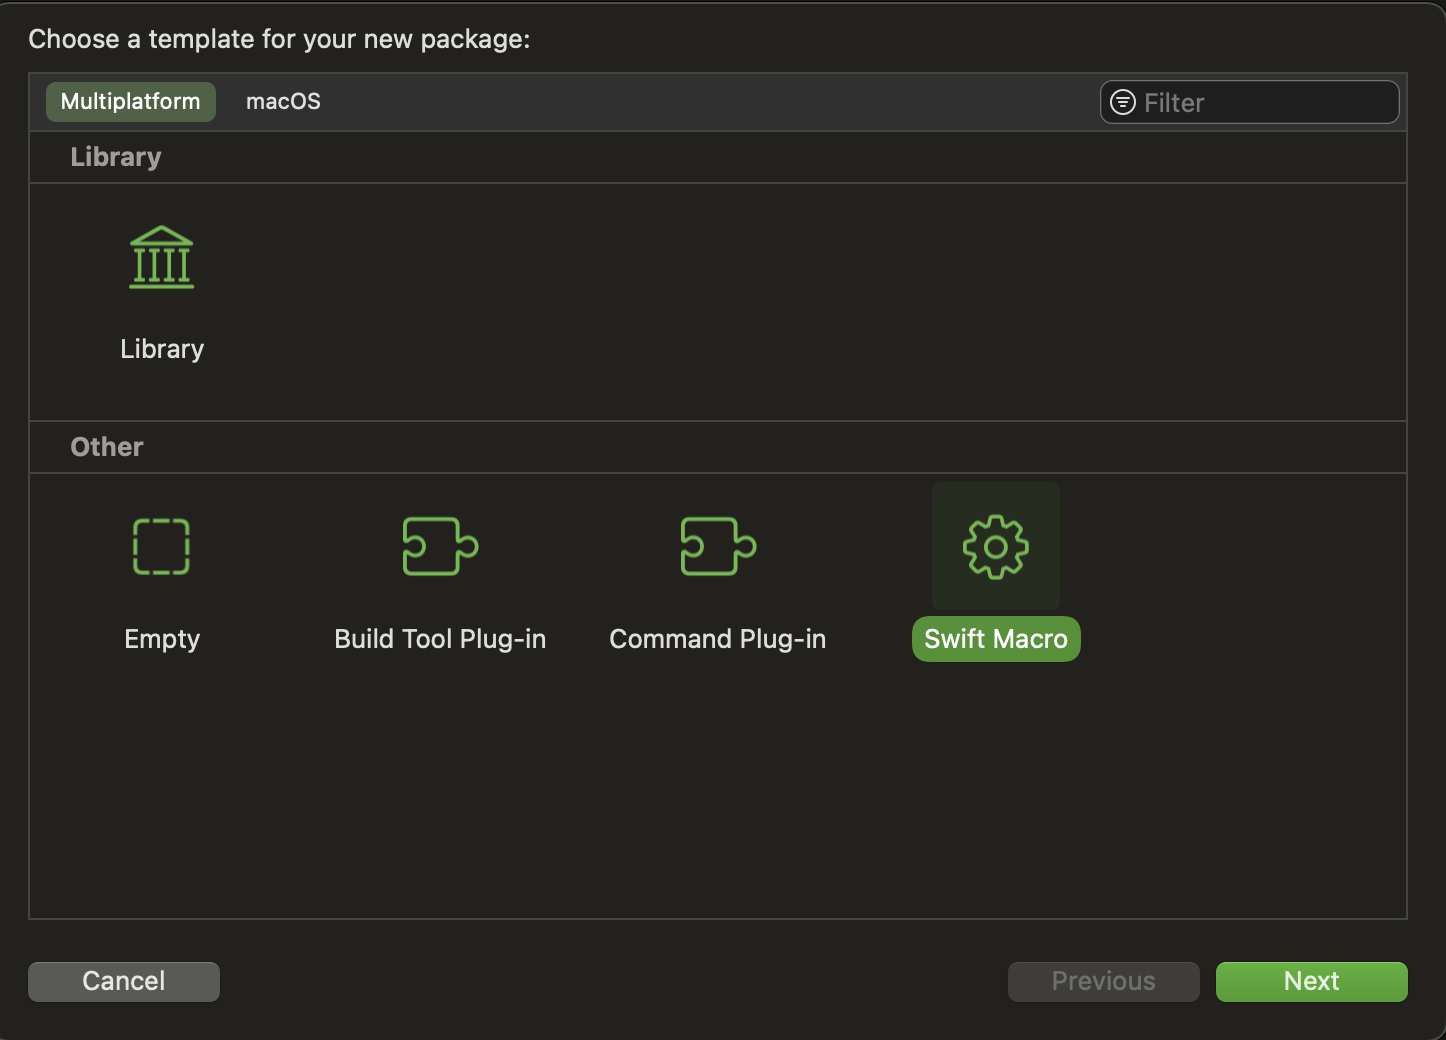 Choose a template for your new package:
Multiplatform macOS Filter
Library
Library
Other
Empty Build Tool Plug-in Command Plug-in Swift Macro
Cancel Previous Next